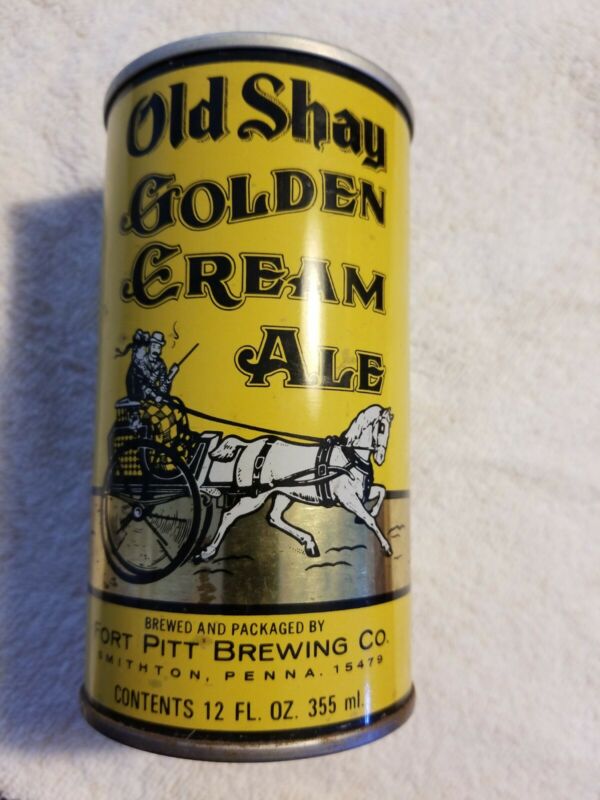 Old Shay
GOLDEN
CREAM
ALE
BREWED AND PACKAGED BY
FORT PITT BREWING CO.
SMITHTON, PENNA. 15479
CONTENTS 12 FL. OZ. 355 ml.